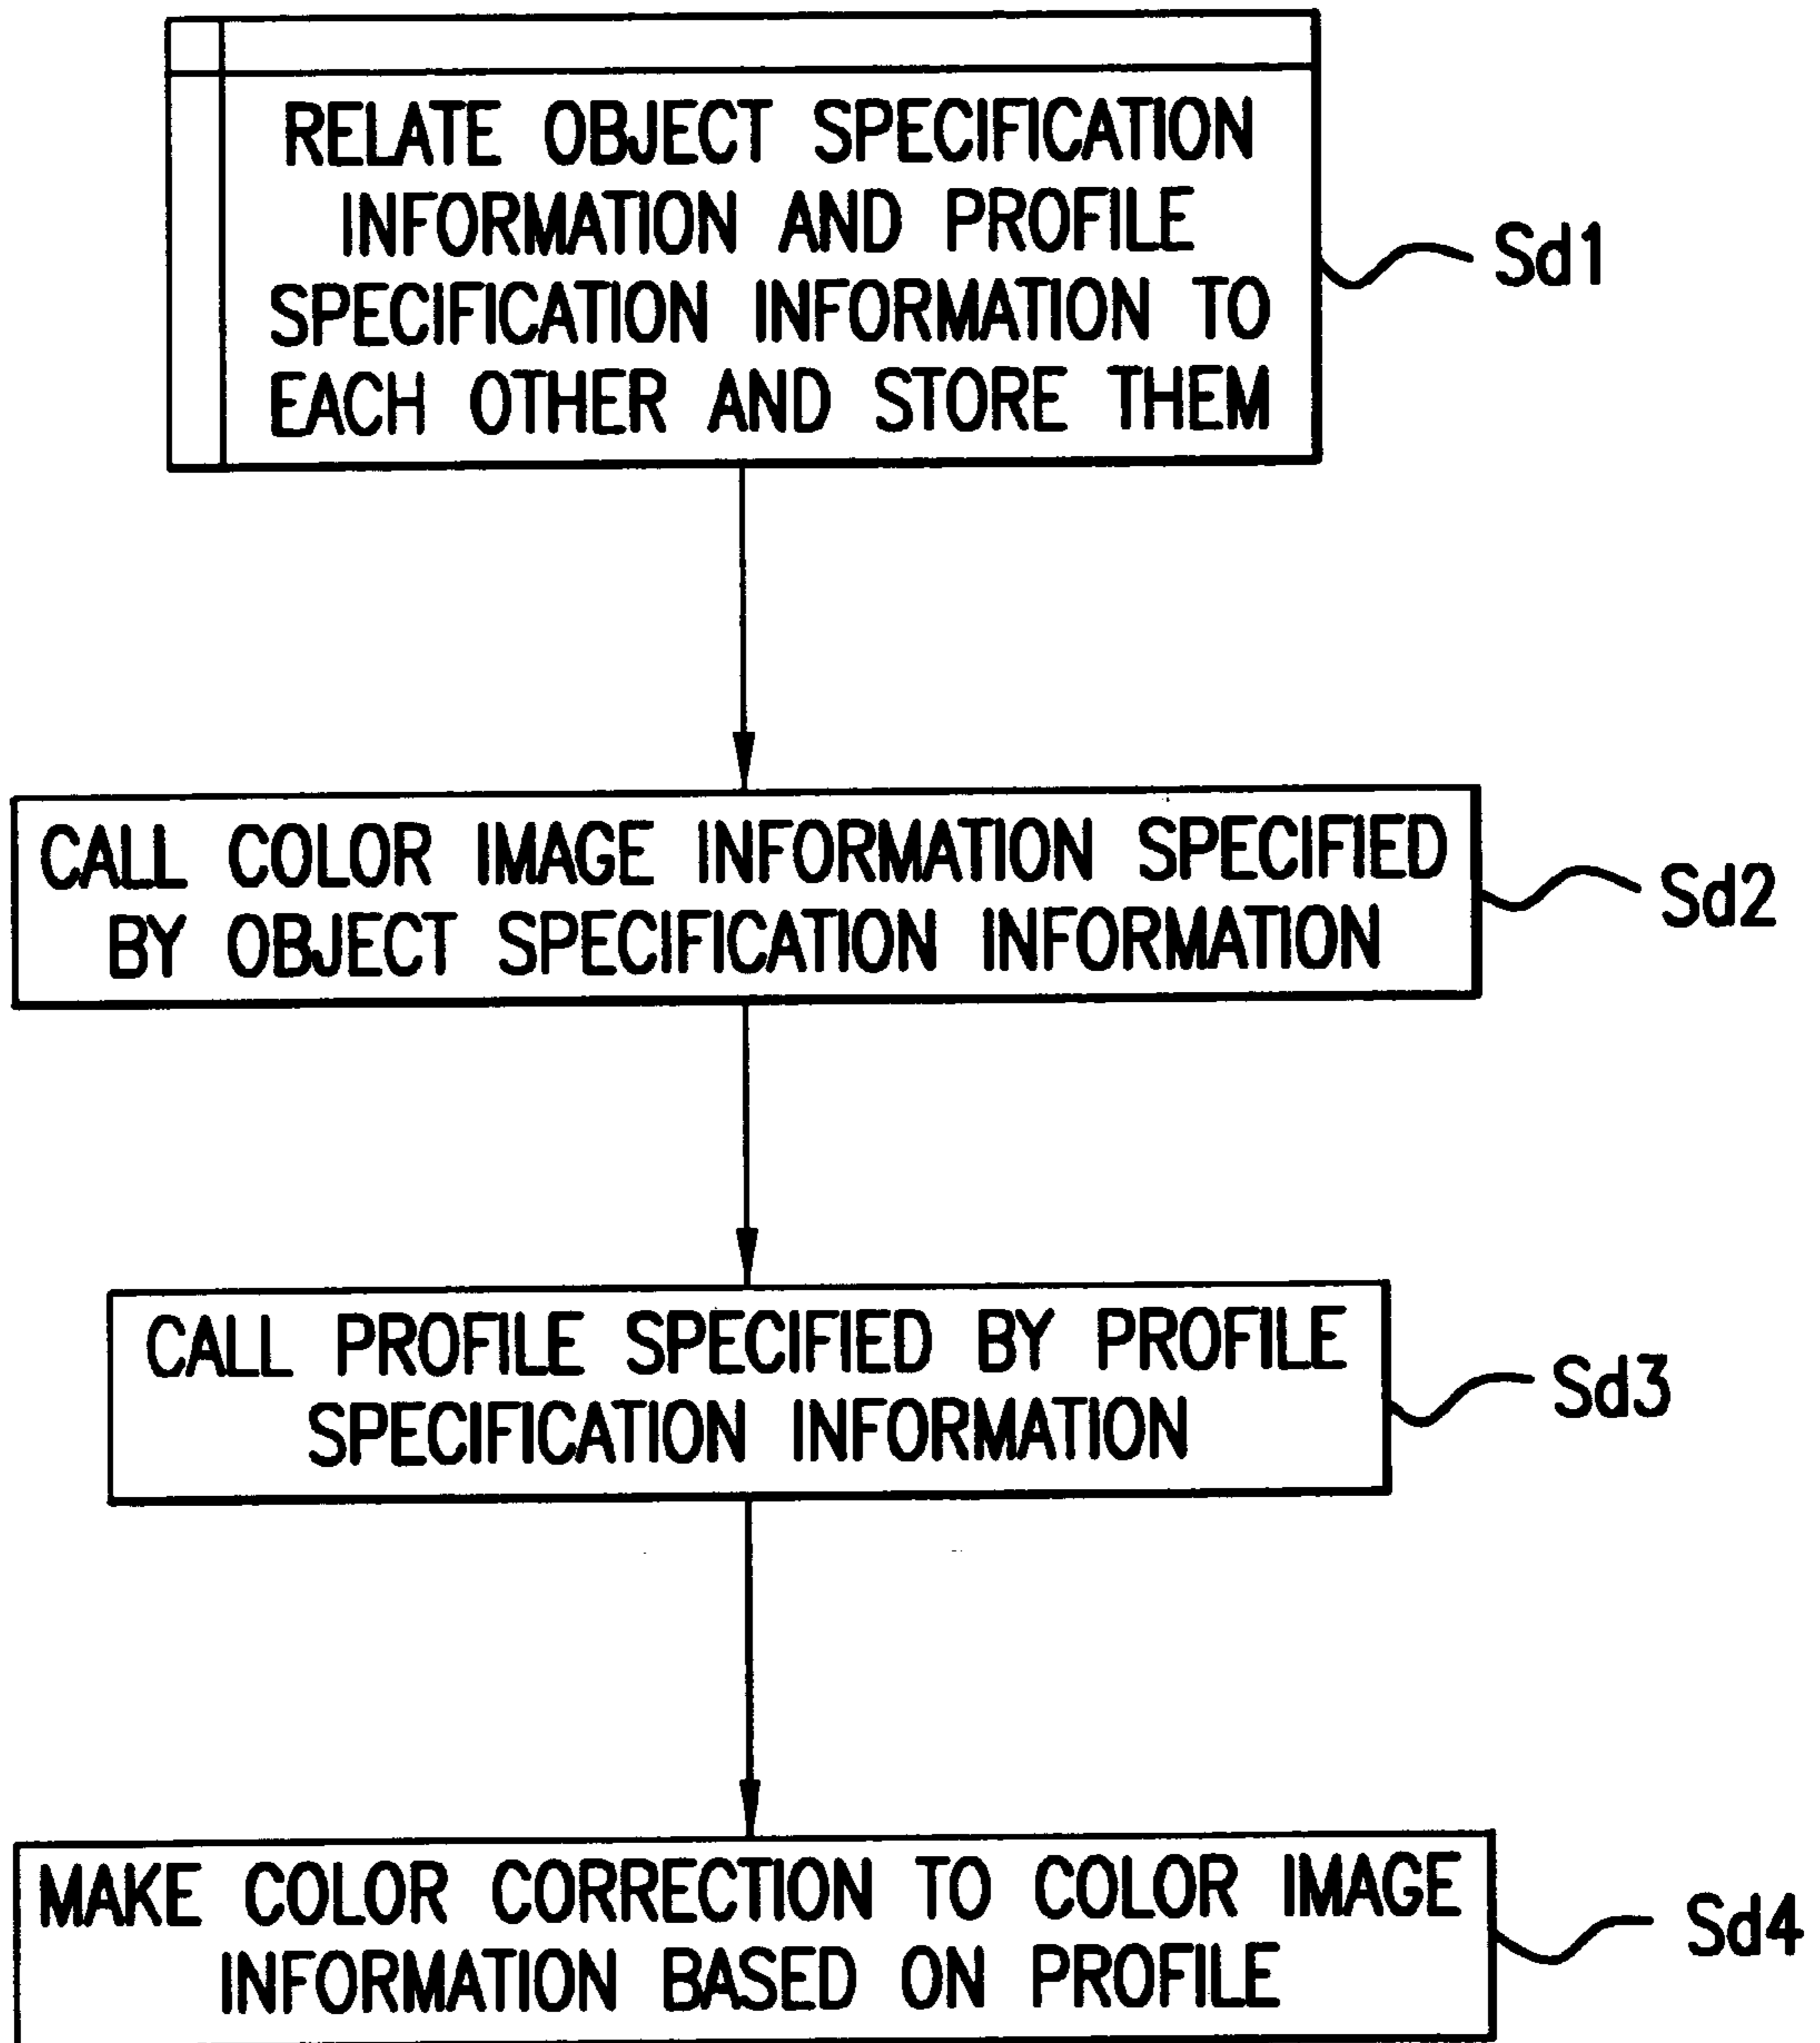 RELATE OBJECT SPECIFICATION
INFORMATION AND PROFILE
SPECIFICATION INFORMATION TO
EACH OTHER AND STORE THEM
Sd1
CALL COLOR IMAGE INFORMATION SPECIFIED
BY OBJECT SPECIFICATION INFORMATION
Sd2
CALL PROFILE SPECIFIED BY PROFILE
SPECIFICATION INFORMATION
Sd3
MAKE COLOR CORRECTION TO COLOR IMAGE
INFORMATION BASED ON PROFILE
Sd4